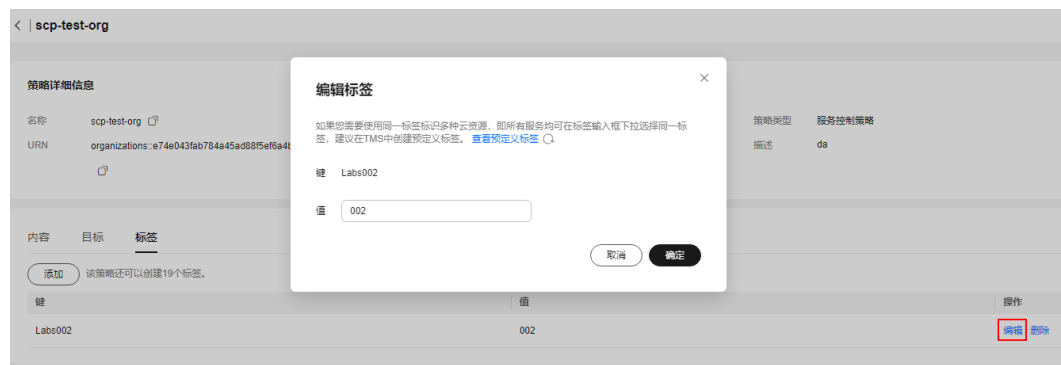 scp-test-org
策略详细信息
名称 scp-test-org
URN organizations::e74e043fab784a45ad88f5ef6a4b
策略类型 服务控制策略
描述 da
编辑标签
如果您需要使用同一标签标识多种云资源，即所有服务均可在标签输入框下拉选择同一标
签，建议在TMS中创建预定义标签。 查看预定义标签
键 Labs002
值 002
取消 确定
内容 目标 标签
添加 该策略还可以创建19个标签。
键 值 操作
Labs002 002 编辑 删除